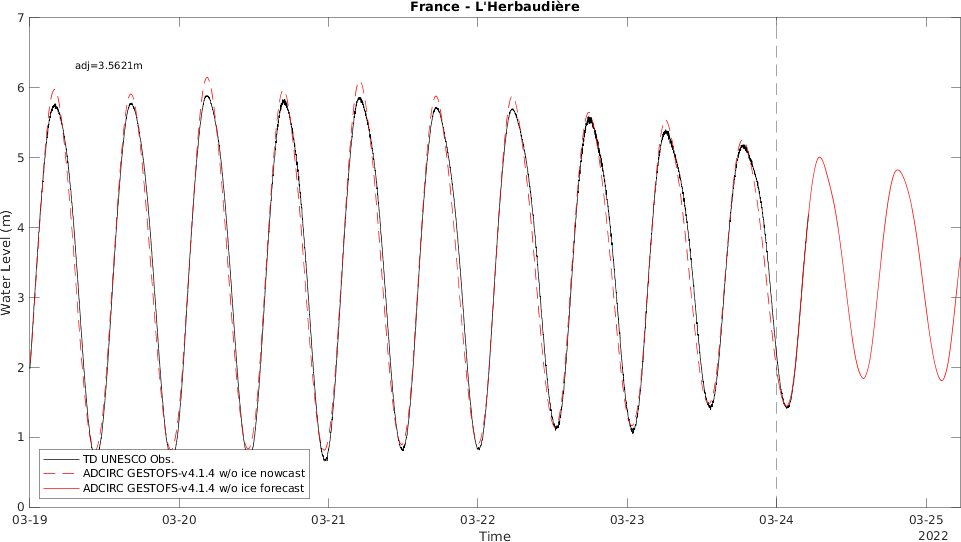 France - L'Herbaudière
7
adj=3.5621m
6
5
4
3
2
1
0
Water Level (m)
TD UNESCO Obs.
ADCIRC GESTOFS-v4.1.4 w/o ice nowcast
ADCIRC GESTOFS-v4.1.4 w/o ice forecast
03-19 03-20 03-21 03-22 03-23 03-24 03-25
Time 2022